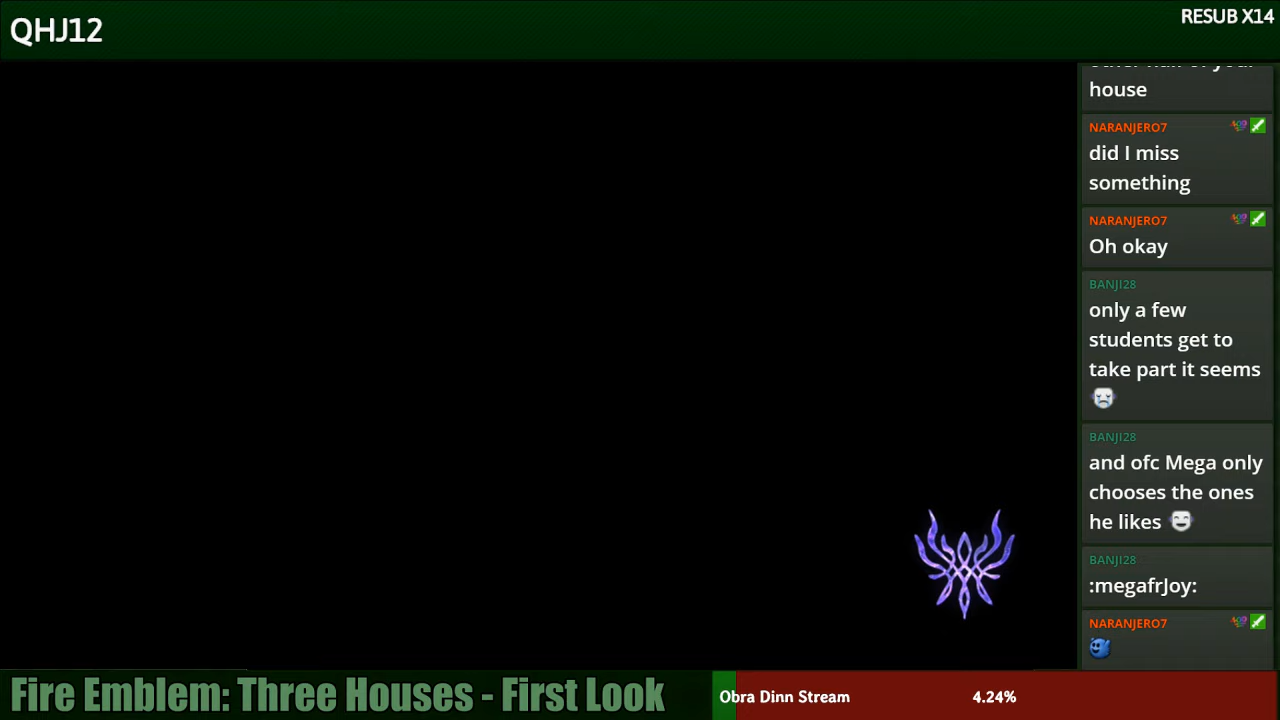 QHJ12
RESUB X14
house
NARANJERO7
did I miss
something
NARANJERO7
Oh okay
BANJI28
only a few
students get to
take part it seems
BANJI28
and ofc Mega only
chooses the ones
he likes
BANJI28
:megafrJoy:
NARANJERO7
Fire Emblem: Three Houses - First Look
Obra Dinn Stream
4.24%